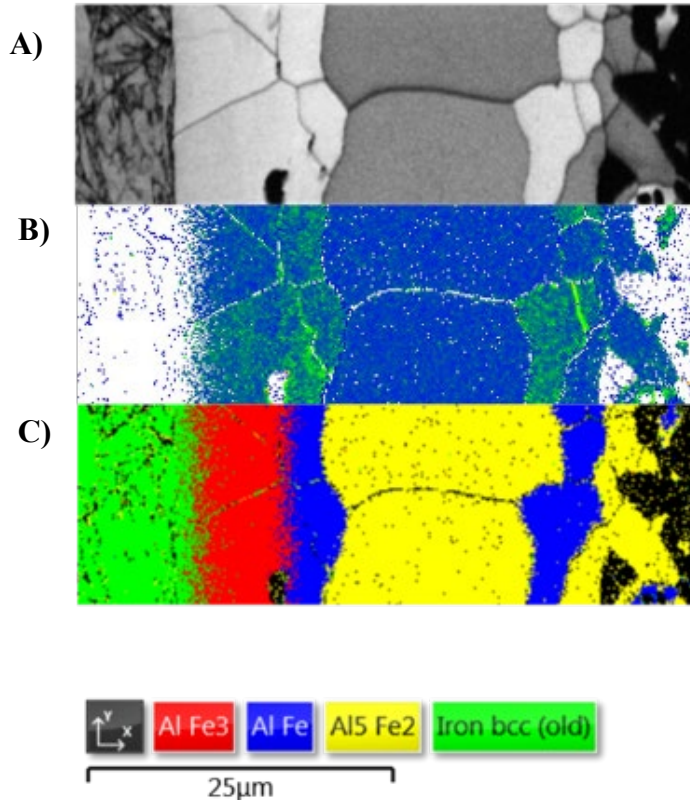 A)
B)
C)
Y
X
Al Fe3
Al Fe
Al5 Fe2
Iron bcc (old)
25µm